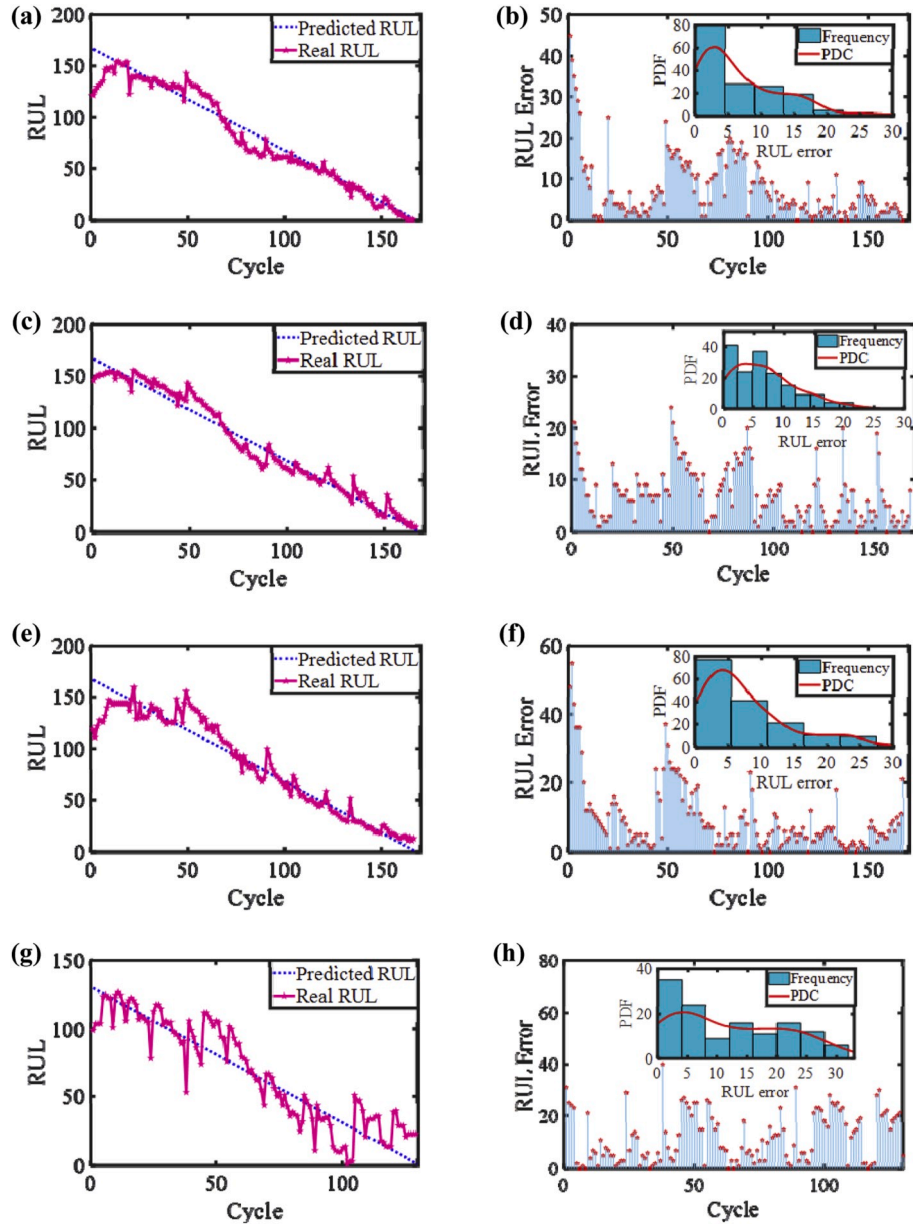 (a)
200
150
100
50
0
RUL
Predicted RUL
Real RUL
0 50 100 150
Cycle
(b)
50
40
30
20
10
0
RUL Error
80
60
40
20
0
PDF
Frequency
PDC
0 5 10 15 20 25 30
RUL error
0 50 100 150
Cycle
(c)
200
150
100
50
0
RUL
Predicted RUL
Real RUL
0 50 100 150
Cycle
(d)
40
30
20
10
0
RUL Error
40
20
0
PDF
Frequency
PDC
0 5 10 15 20 25 30
RUL error
0 50 100 150
Cycle
(e)
200
150
100
50
0
RUL
Predicted RUL
Real RUL
0 50 100 150
Cycle
(f)
60
40
20
0
RUL Error
80
60
40
20
0
PDF
Frequency
PDC
0 5 10 15 20 25 30
RUL error
0 50 100 150
Cycle
(g)
150
100
50
0
RUL
Predicted RUL
Real RUL
0 50 100
Cycle
(h)
80
60
40
20
0
RUL Error
40
20
0
PDF
Frequency
PDC
0 5 10 15 20 25 30
RUL error
0 50 100
Cycle